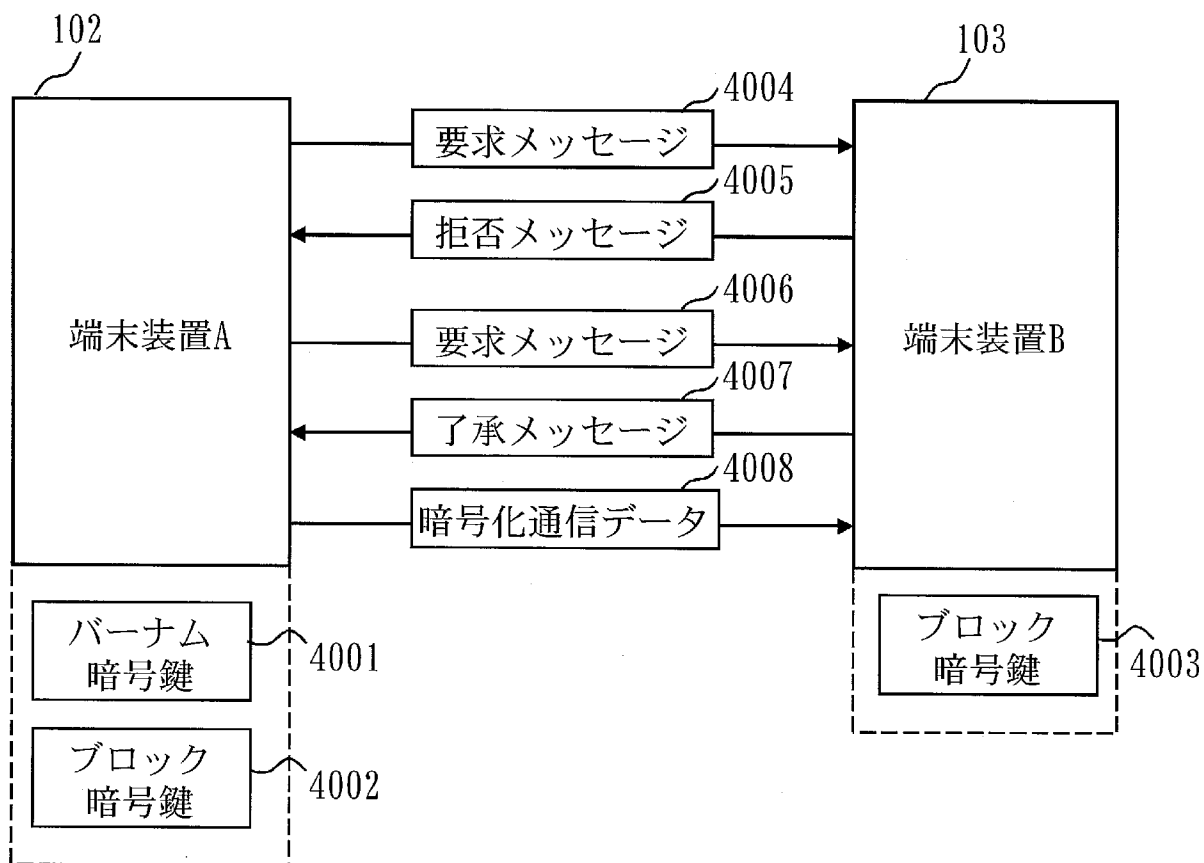 102
103
4004
要求メッセージ
4005
拒否メッセージ
4006
端末装置A
要求メッセージ
端末装置B
4007
了承メッセージ
4008
暗号化通信データ
バーナム
暗号鍵
4001
ブロック
暗号鍵
4003
ブロック
暗号鍵
4002